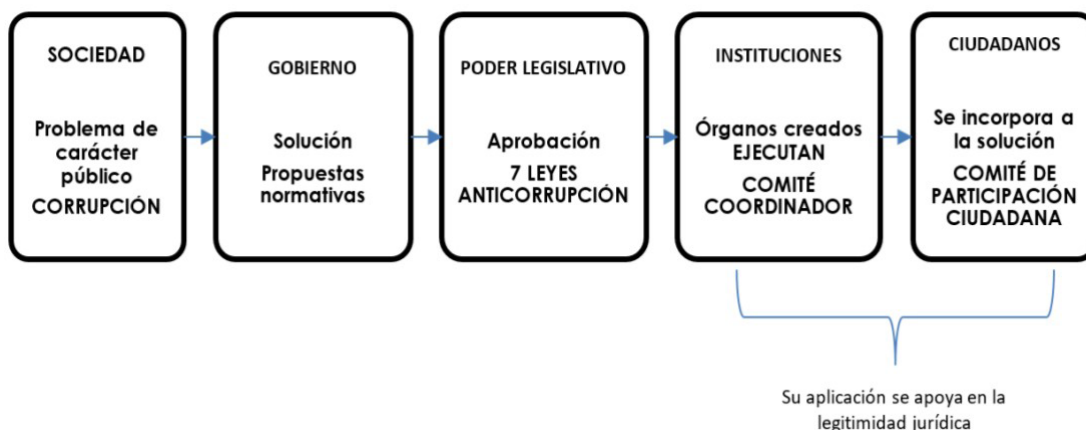 SOCIEDAD
Problema de
carácter
público
CORRUPCIÓN
GOBIERNO
Solución
Propuestas
normativas
PODER LEGISLATIVO
Aprobación
7 LEYES
ANTICORRUPCIÓN
INSTITUCIONES
Órganos creados
EJECUTAN
COMITÉ
COORDINADOR
CIUDADANOS
Se incorpora a
la solución
COMITÉ DE
PARTICIPACIÓN
CIUDADANA
Su aplicación se apoya en la
legitimidad jurídica